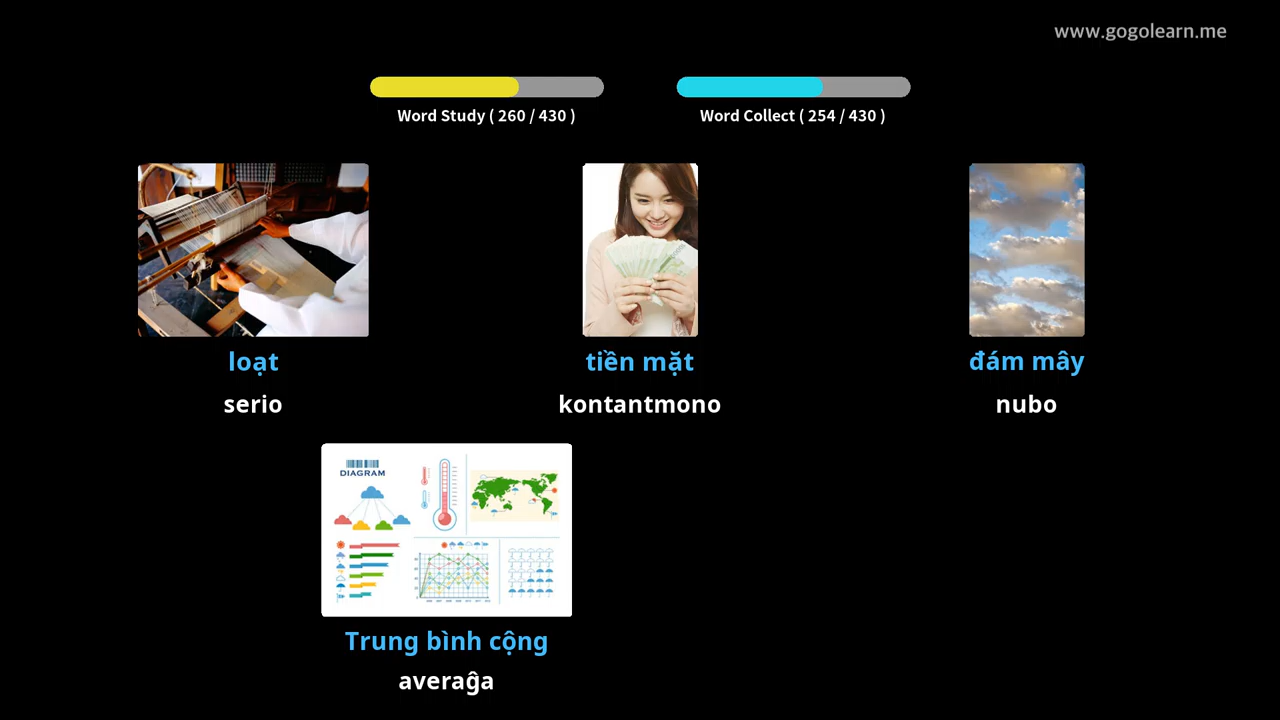 www.gogolearn.me
Word Study ( 260 / 430 )
Word Collect ( 254 / 430 )
loạt
tiền mặt
đám mây
serio
kontantmono
nubo
DIAGRAM
Trung bình cộng
averaĝa